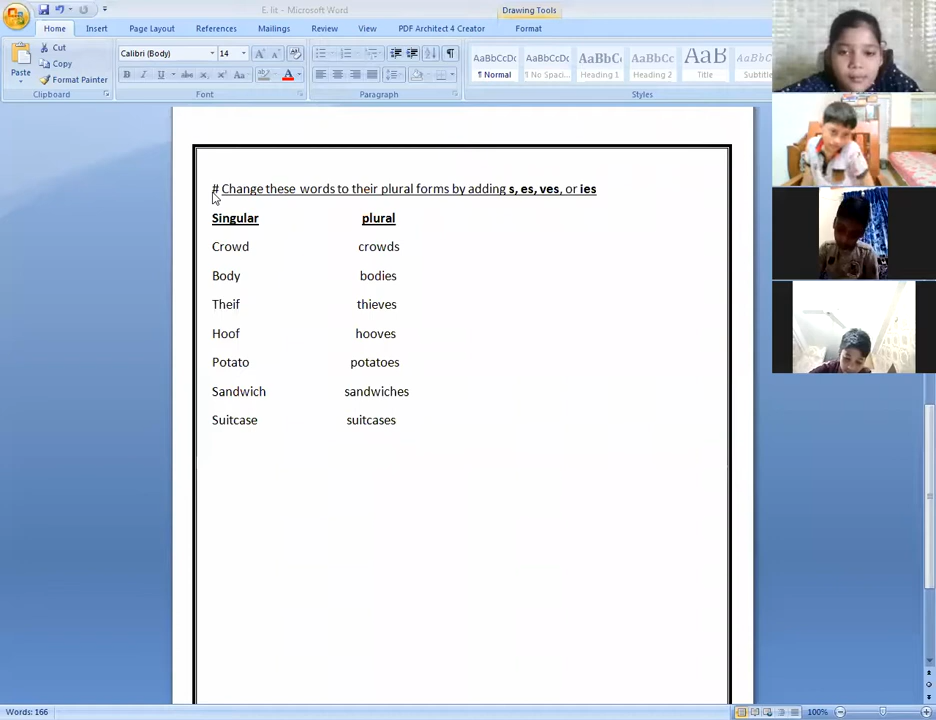 E. lit - Microsoft Word
Drawing Tools
Home Insert Page Layout References Mailings Review View PDF Architect 4 Creator Format
Paste
Cut
Copy
Format Painter
Clipboard
Calibri (Body) 14
Font
Paragraph
AaBbCcDc AaBbCcDc AaBbC AaBbCc AaB AaBbCc
¶ Normal ¶ No Spaci... Heading 1 Heading 2 Title Subtitle
Styles
# Change these words to their plural forms by adding s, es, ves, or ies
Singular plural
Crowd crowds
Body bodies
Theif thieves
Hoof hooves
Potato potatoes
Sandwich sandwiches
Suitcase suitcases
Words: 166
100%